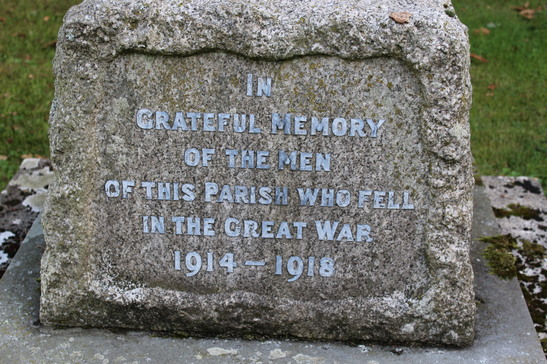 IN
GRATEFUL MEMORY
OF THE MEN
OF THIS PARISH WHO FELL
IN THE GREAT WAR
1914 – 1918